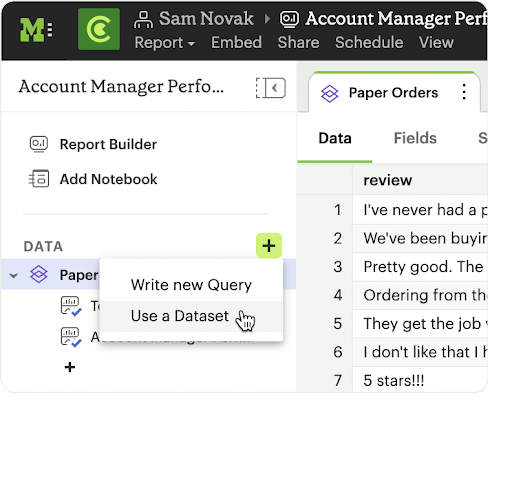 M
C
Sam Novak › Account Manager Perf
Report Embed Share Schedule View
Account Manager Perfo...
Paper Orders
Report Builder
Add Notebook
Data Fields S
review
1 I've never had a p
2 We've been buyin
3 Pretty good. The
4 Ordering from the
5 They get the job w
6 I don't like that I h
7 5 stars!!!
DATA +
Paper
Write new Query
Use a Dataset
+